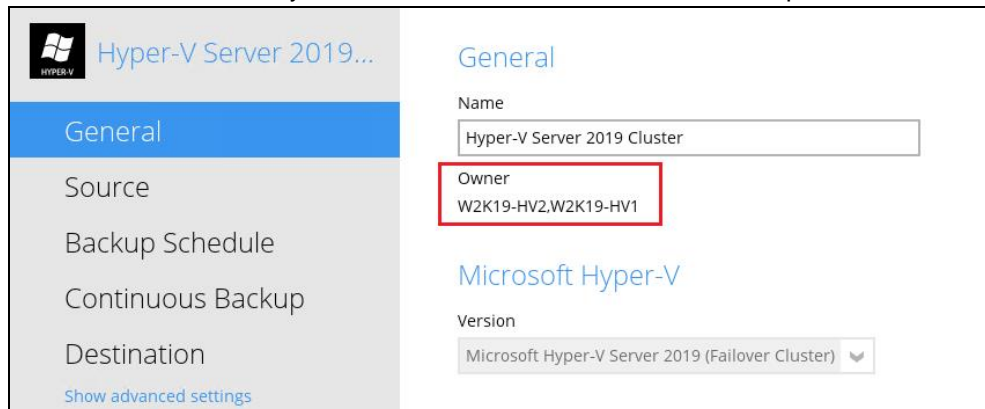 HYPER-V
Hyper-V Server 2019...
General
Source
Backup Schedule
Continuous Backup
Destination
Show advanced settings
General
Name
Hyper-V Server 2019 Cluster
Owner
W2K19-HV2,W2K19-HV1
Microsoft Hyper-V
Version
Microsoft Hyper-V Server 2019 (Failover Cluster)